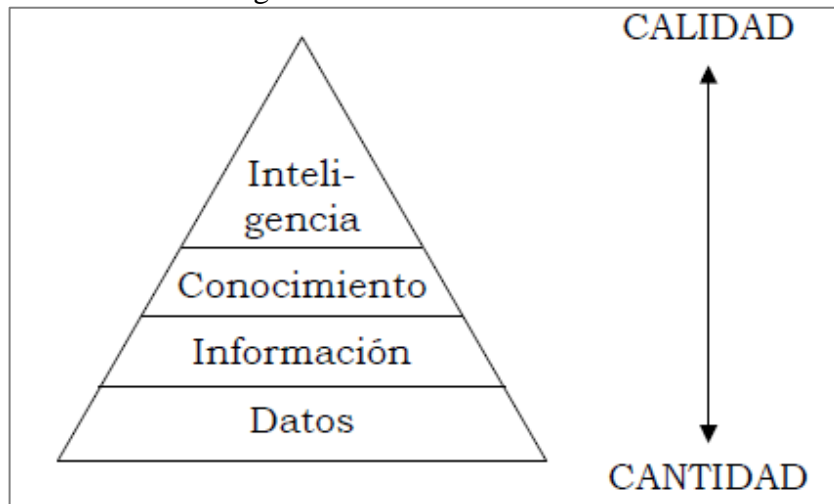 CALIDAD
Inteli-
gencia
Conocimiento
Información
Datos
CANTIDAD